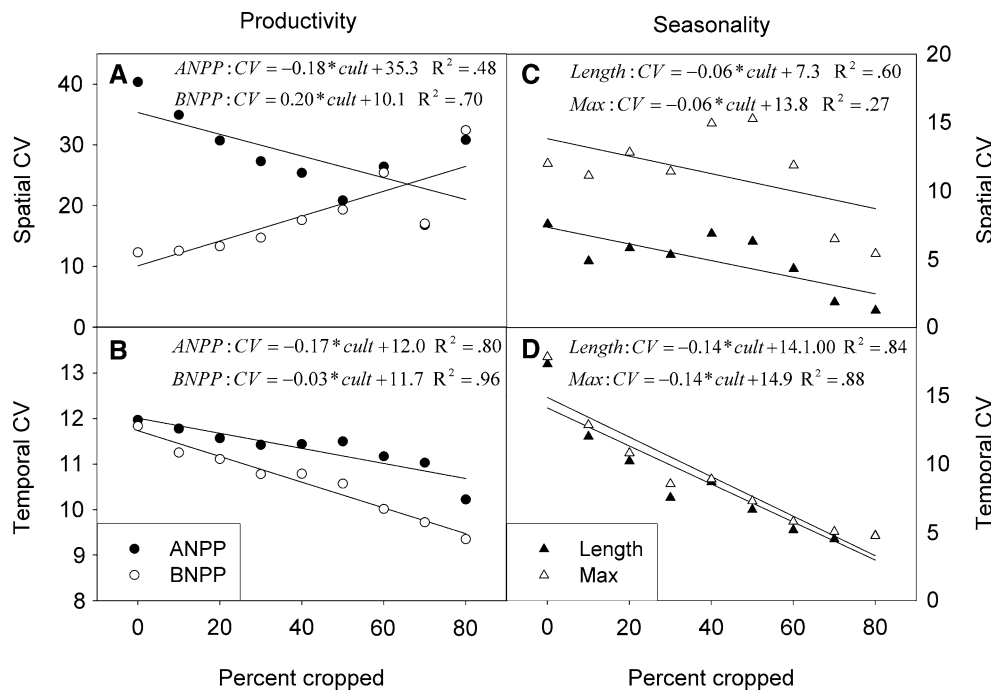 Productivity
Seasonality
A
ANPP:CV = −0.18*cult+35.3 R² = .48
BNPP:CV = 0.20*cult+10.1 R² = .70
C
Length:CV = −0.06*cult+7.3 R² = .60
Max:CV = −0.06*cult+13.8 R² = .27
Spatial CV
40
30
20
10
0
20
15
10
5
0
Spatial CV
B
ANPP:CV = −0.17*cult+12.0 R² = .80
BNPP:CV = −0.03*cult+11.7 R² = .96
D
Length:CV = −0.14*cult+14.1.00 R² = .84
Max:CV = −0.14*cult+14.9 R² = .88
Temporal CV
13
12
11
10
9
8
15
10
5
0
Temporal CV
ANPP
BNPP
Length
Max
0 20 40 60 80
0 20 40 60 80
Percent cropped
Percent cropped